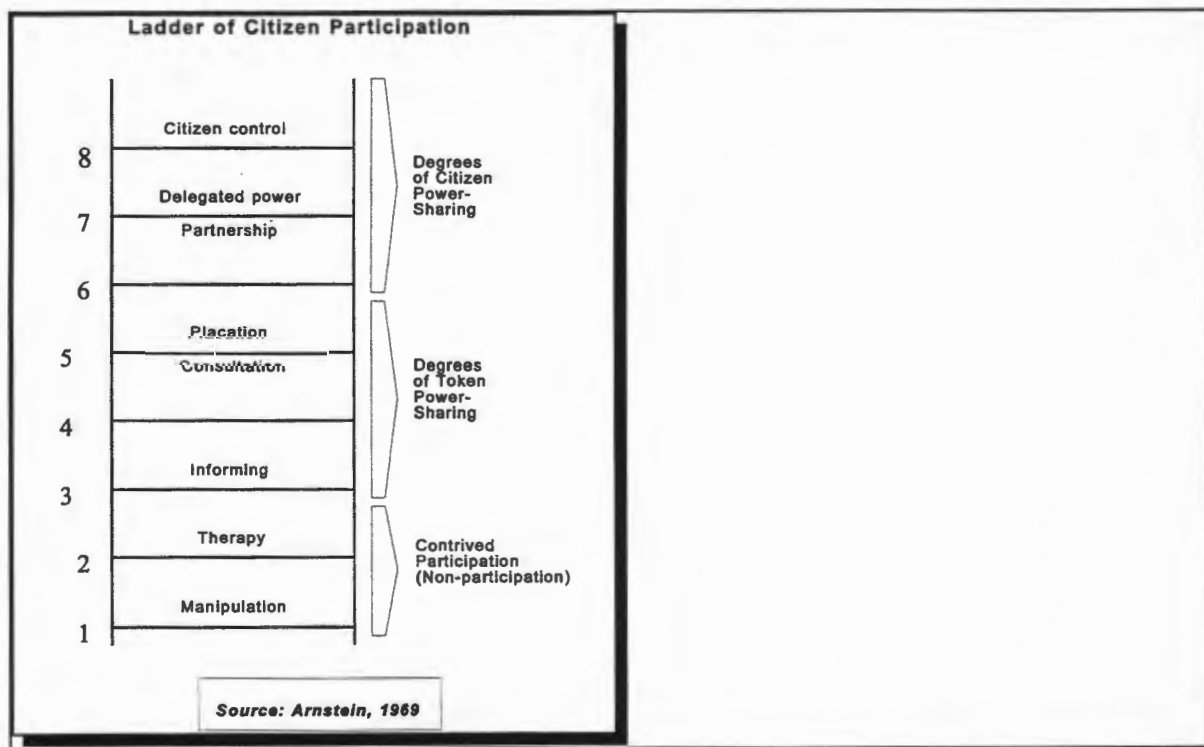 Ladder of Citizen Participation
Citizen control
8
Delegated power
7
Partnership
6
Placation
5
Consultation
4
Informing
3
Therapy
2
Manipulation
1
Degrees
of Citizen
Power-
Sharing
Degrees
of Token
Power-
Sharing
Contrived
Participation
(Non-participation)
Source: Arnstein, 1969